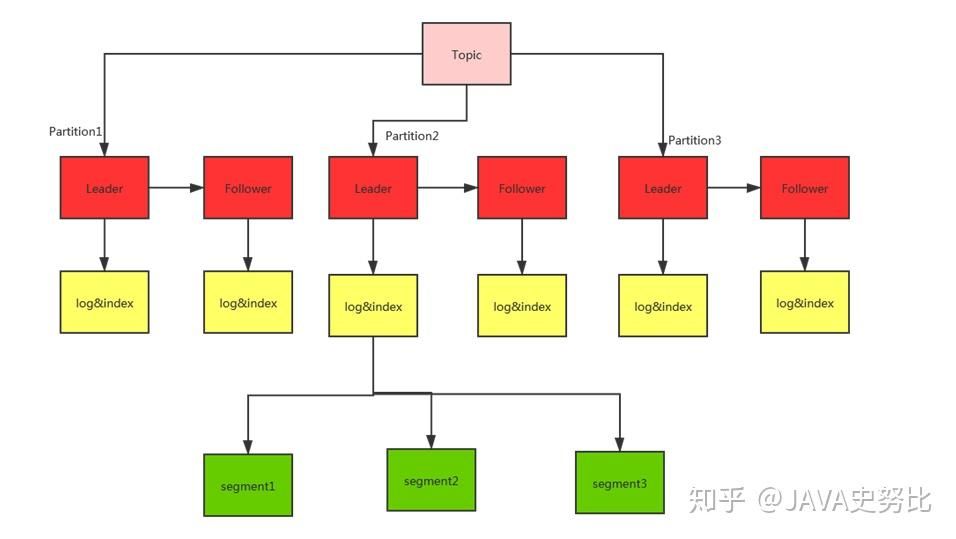 Topic
Partition1
Partition2
Partition3
Leader
Follower
Leader
Follower
Leader
Follower
log&index
log&index
log&index
log&index
log&index
log&index
segment1
segment2
segment3
知乎 @JAVA史努比